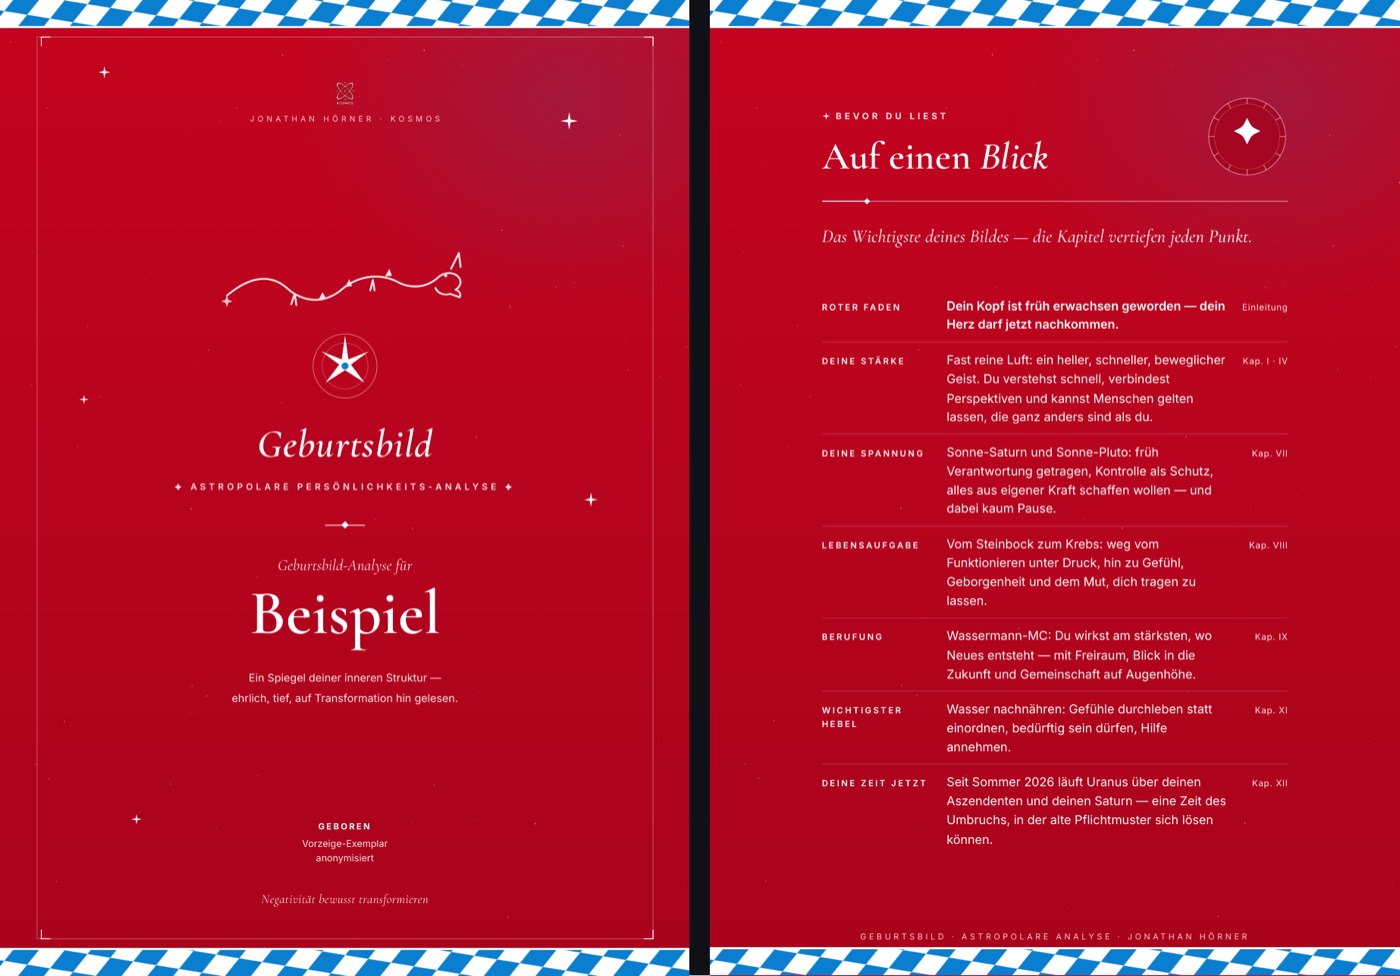 KOSMOS
JONATHAN HÖRNER · KOSMOS
Geburtsbild
ASTROPOLARE PERSÖNLICHKEITS-ANALYSE
Geburtsbild-Analyse für
Beispiel
Ein Spiegel deiner inneren Struktur —
ehrlich, tief, auf Transformation hin gelesen.
GEBOREN
Vorzeige-Exemplar
anonymisiert
Negativität bewusst transformieren
BEVOR DU LIEST
Auf einen Blick
Das Wichtigste deines Bildes — die Kapitel vertiefen jeden Punkt.
ROTER FADEN
Dein Kopf ist früh erwachsen geworden — dein
Herz darf jetzt nachkommen.
Einleitung
DEINE STÄRKE
Fast reine Luft: ein heller, schneller, beweglicher
Geist. Du verstehst schnell, verbindest
Perspektiven und kannst Menschen gelten
lassen, die ganz anders sind als du.
Kap. I · IV
DEINE SPANNUNG
Sonne-Saturn und Sonne-Pluto: früh
Verantwortung getragen, Kontrolle als Schutz,
alles aus eigener Kraft schaffen wollen — und
dabei kaum Pause.
Kap. VII
LEBENSAUFGABE
Vom Steinbock zum Krebs: weg vom
Funktionieren unter Druck, hin zu Gefühl,
Geborgenheit und dem Mut, dich tragen zu
lassen.
Kap. VIII
BERUFUNG
Wassermann-MC: Du wirkst am stärksten, wo
Neues entsteht — mit Freiraum, Blick in die
Zukunft und Gemeinschaft auf Augenhöhe.
Kap. IX
WICHTIGSTER
HEBEL
Wasser nachnähren: Gefühle durchleben statt
einordnen, bedürftig sein dürfen, Hilfe
annehmen.
Kap. XI
DEINE ZEIT JETZT
Seit Sommer 2026 läuft Uranus über deinen
Aszendenten und deinen Saturn — eine Zeit des
Umbruchs, in der alte Pflichtmuster sich lösen
können.
Kap. XII
GEBURTSBILD · ASTROPOLARE ANALYSE · JONATHAN HÖRNER